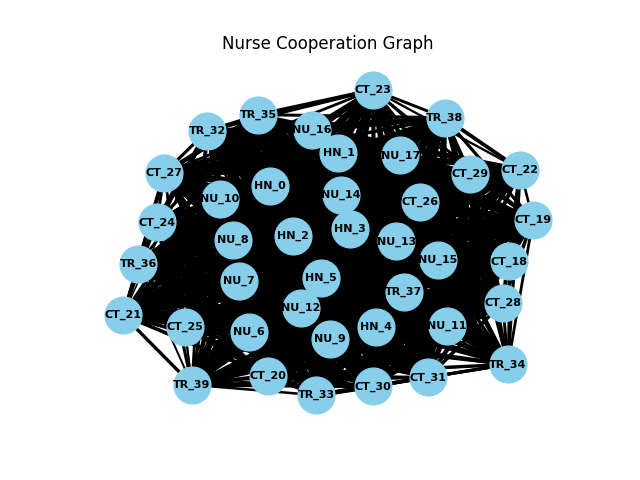 Nurse Cooperation Graph
CT_23
TR_35
TR_38
TR_32
NU_16
HN_1
NU_17
CT_27
CT_29
CT_22
HN_0
NU_10
NU_14
CT_26
CT_24
CT_19
HN_3
HN_2
NU_8
NU_13
TR_36
NU_15
CT_18
HN_5
NU_7
TR_37
CT_28
NU_12
CT_21
CT_25
HN_4
NU_11
NU_6
NU_9
TR_34
CT_20
CT_31
TR_39
CT_30
TR_33